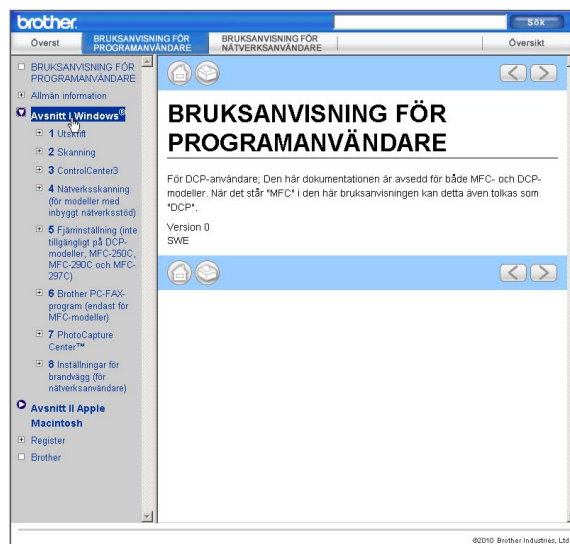 brother.
Sök
Överst
BRUKSANVISNING FÖR
PROGRAMANVÄNDARE
BRUKSANVISNING FÖR
NÄTVERKSANVÄNDARE
Översikt
BRUKSANVISNING FÖR
PROGRAMANVÄNDARE
Allmän information
Avsnitt I Windows®
1 Utskrift
2 Skanning
3 ControlCenter3
4 Nätverksskanning
(för modeller med
inbyggt nätverksstöd)
5 Fjärrinställning (inte
tillgängligt på DCP-
modeller, MFC-250C,
MFC-290C och MFC-
297C)
6 Brother PC-FAX-
program (endast för
MFC-modeller)
7 PhotoCapture
Center™
8 Inställningar för
brandvägg (för
nätverksanvändare)
Avsnitt II Apple
Macintosh
Register
Brother
BRUKSANVISNING FÖR
PROGRAMANVÄNDARE
För DCP-användare; Den här dokumentationen är avsedd för både MFC- och DCP-
modeller. När det står "MFC" i den här bruksanvisningen kan detta även tolkas som
"DCP".
Version 0
SWE
©2010 Brother Industries, Ltd